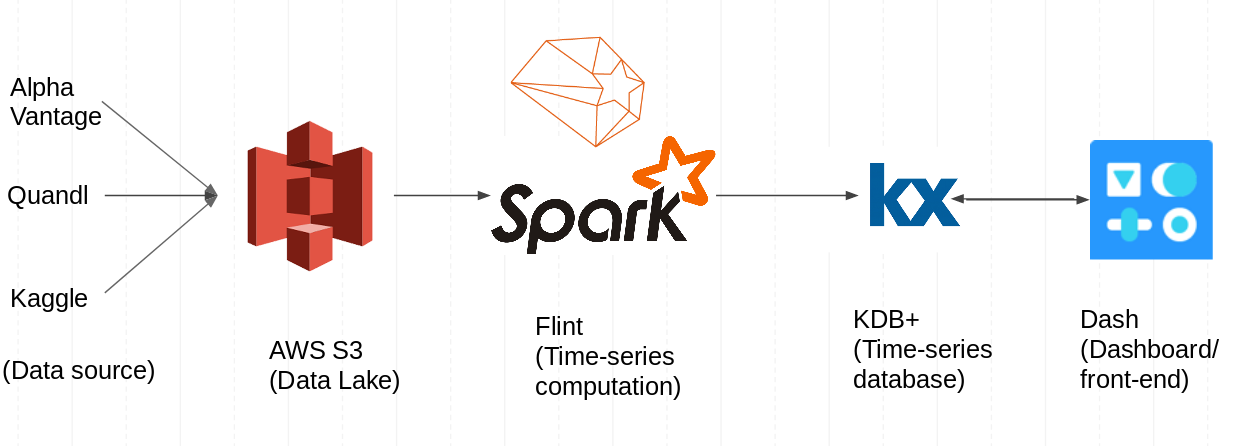 Alpha
Vantage
Quandl
Kaggle
(Data source)
AWS S3
(Data Lake)
Spark
Flint
(Time-series
computation)
kx
KDB+
(Time-series
database)
Dash
(Dashboard/
front-end)